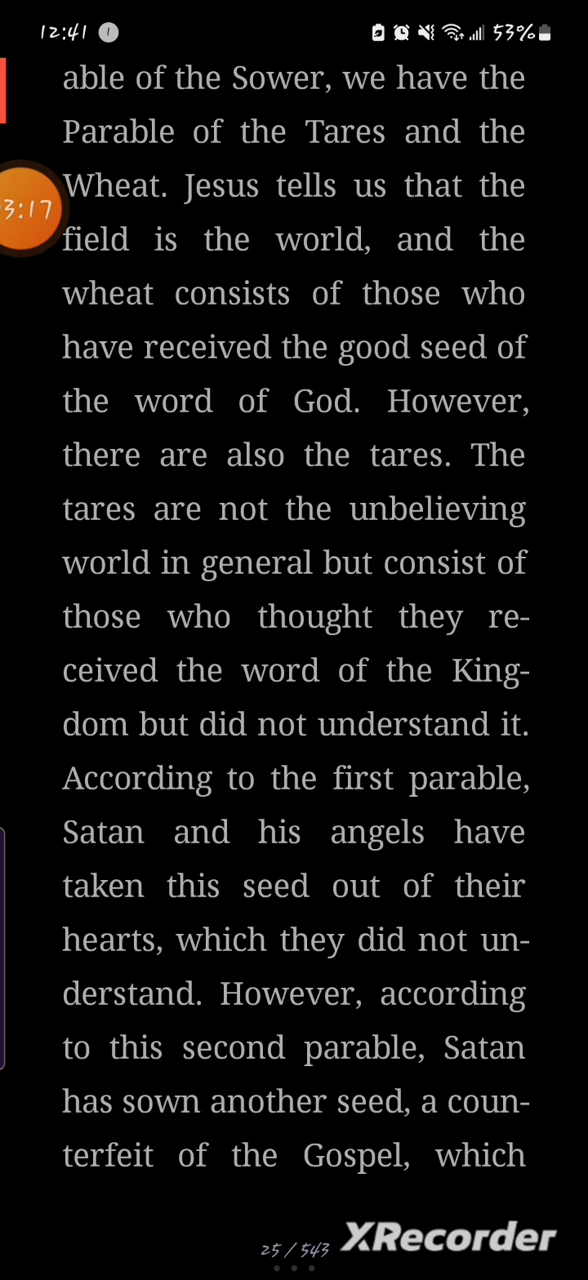 12:41
53%
able of the Sower, we have the
Parable of the Tares and the
Wheat. Jesus tells us that the
3:17
field is the world, and the
wheat consists of those who
have received the good seed of
the word of God. However,
there are also the tares. The
tares are not the unbelieving
world in general but consist of
those who thought they re-
ceived the word of the King-
dom but did not understand it.
According to the first parable,
Satan and his angels have
taken this seed out of their
hearts, which they did not un-
derstand. However, according
to this second parable, Satan
has sown another seed, a coun-
terfeit of the Gospel, which
25 / 543
XRecorder